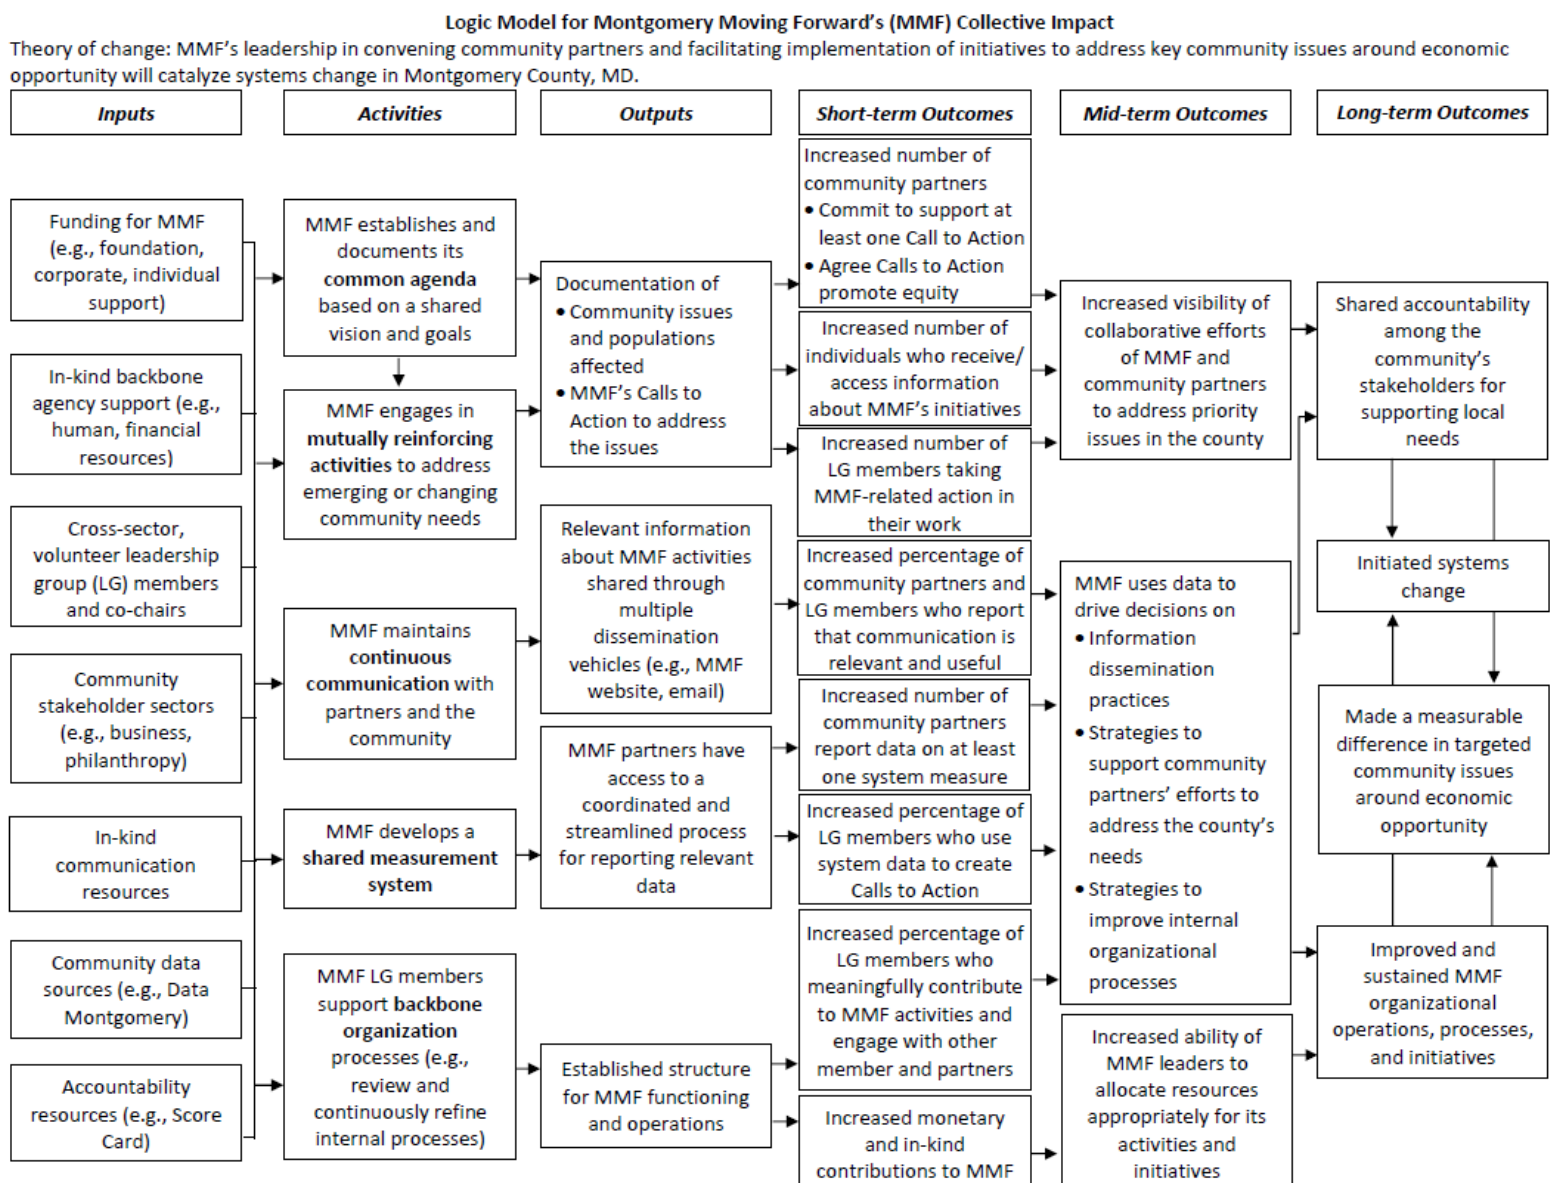 Logic Model for Montgomery Moving Forward's (MMF) Collective Impact
Theory of change: MMF's leadership in convening community partners and facilitating implementation of initiatives to address key community issues around economic
opportunity will catalyze systems change in Montgomery County, MD.
Inputs
Activities
Outputs
Short-term Outcomes
Mid-term Outcomes
Long-term Outcomes
Funding for MMF
(e.g., foundation,
corporate, individual
support)
In-kind backbone
agency support (e.g.,
human, financial
resources)
Cross-sector,
volunteer leadership
group (LG) members
and co-chairs
Community
stakeholder sectors
(e.g., business,
philanthropy)
In-kind
communication
resources
Community data
sources (e.g., Data
Montgomery)
Accountability
resources (e.g., Score
Card)
MMF establishes and
documents its
common agenda
based on a shared
vision and goals
MMF engages in
mutually reinforcing
activities to address
emerging or changing
community needs
MMF maintains
continuous
communication with
partners and the
community
MMF develops a
shared measurement
system
MMF LG members
support backbone
organization
processes (e.g.,
review and
continuously refine
internal processes)
Documentation of
• Community issues
and populations
affected
• MMF's Calls to
Action to address
the issues
Relevant information
about MMF activities
shared through
multiple
dissemination
vehicles (e.g., MMF
website, email)
MMF partners have
access to a
coordinated and
streamlined process
for reporting relevant
data
Established structure
for MMF functioning
and operations
Increased number of
community partners
• Commit to support at
least one Call to Action
• Agree Calls to Action
promote equity
Increased number of
individuals who receive/
access information
about MMF's initiatives
Increased number of
LG members taking
MMF-related action in
their work
Increased percentage of
community partners and
LG members who report
that communication is
relevant and useful
Increased number of
community partners
report data on at least
one system measure
Increased percentage of
LG members who use
system data to create
Calls to Action
Increased percentage of
LG members who
meaningfully contribute
to MMF activities and
engage with other
member and partners
Increased monetary
and in-kind
contributions to MMF
Increased visibility of
collaborative efforts
of MMF and
community partners
to address priority
issues in the county
MMF uses data to
drive decisions on
• Information
dissemination
practices
• Strategies to
support community
partners' efforts to
address the county's
needs
• Strategies to
improve internal
organizational
processes
Increased ability of
MMF leaders to
allocate resources
appropriately for its
activities and
initiatives
Shared accountability
among the
community's
stakeholders for
supporting local
needs
Initiated systems
change
Made a measurable
difference in targeted
community issues
around economic
opportunity
Improved and
sustained MMF
organizational
operations, processes,
and initiatives